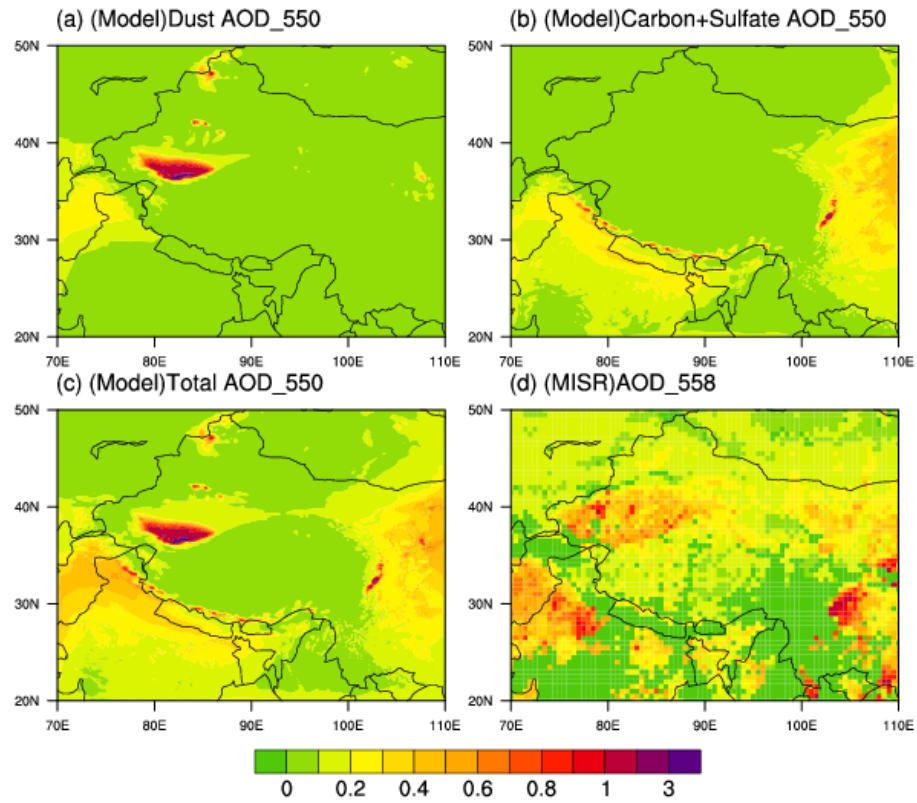 (a) (Model)Dust AOD_550
(b) (Model)Carbon+Sulfate AOD_550
50N
40N
30N
20N
70E 80E 90E 100E 110E
50N
40N
30N
20N
70E 80E 90E 100E 110E
(c) (Model)Total AOD_550
(d) (MISR)AOD_558
50N
40N
30N
20N
70E 80E 90E 100E 110E
50N
40N
30N
20N
70E 80E 90E 100E 110E
0 0.2 0.4 0.6 0.8 1 3